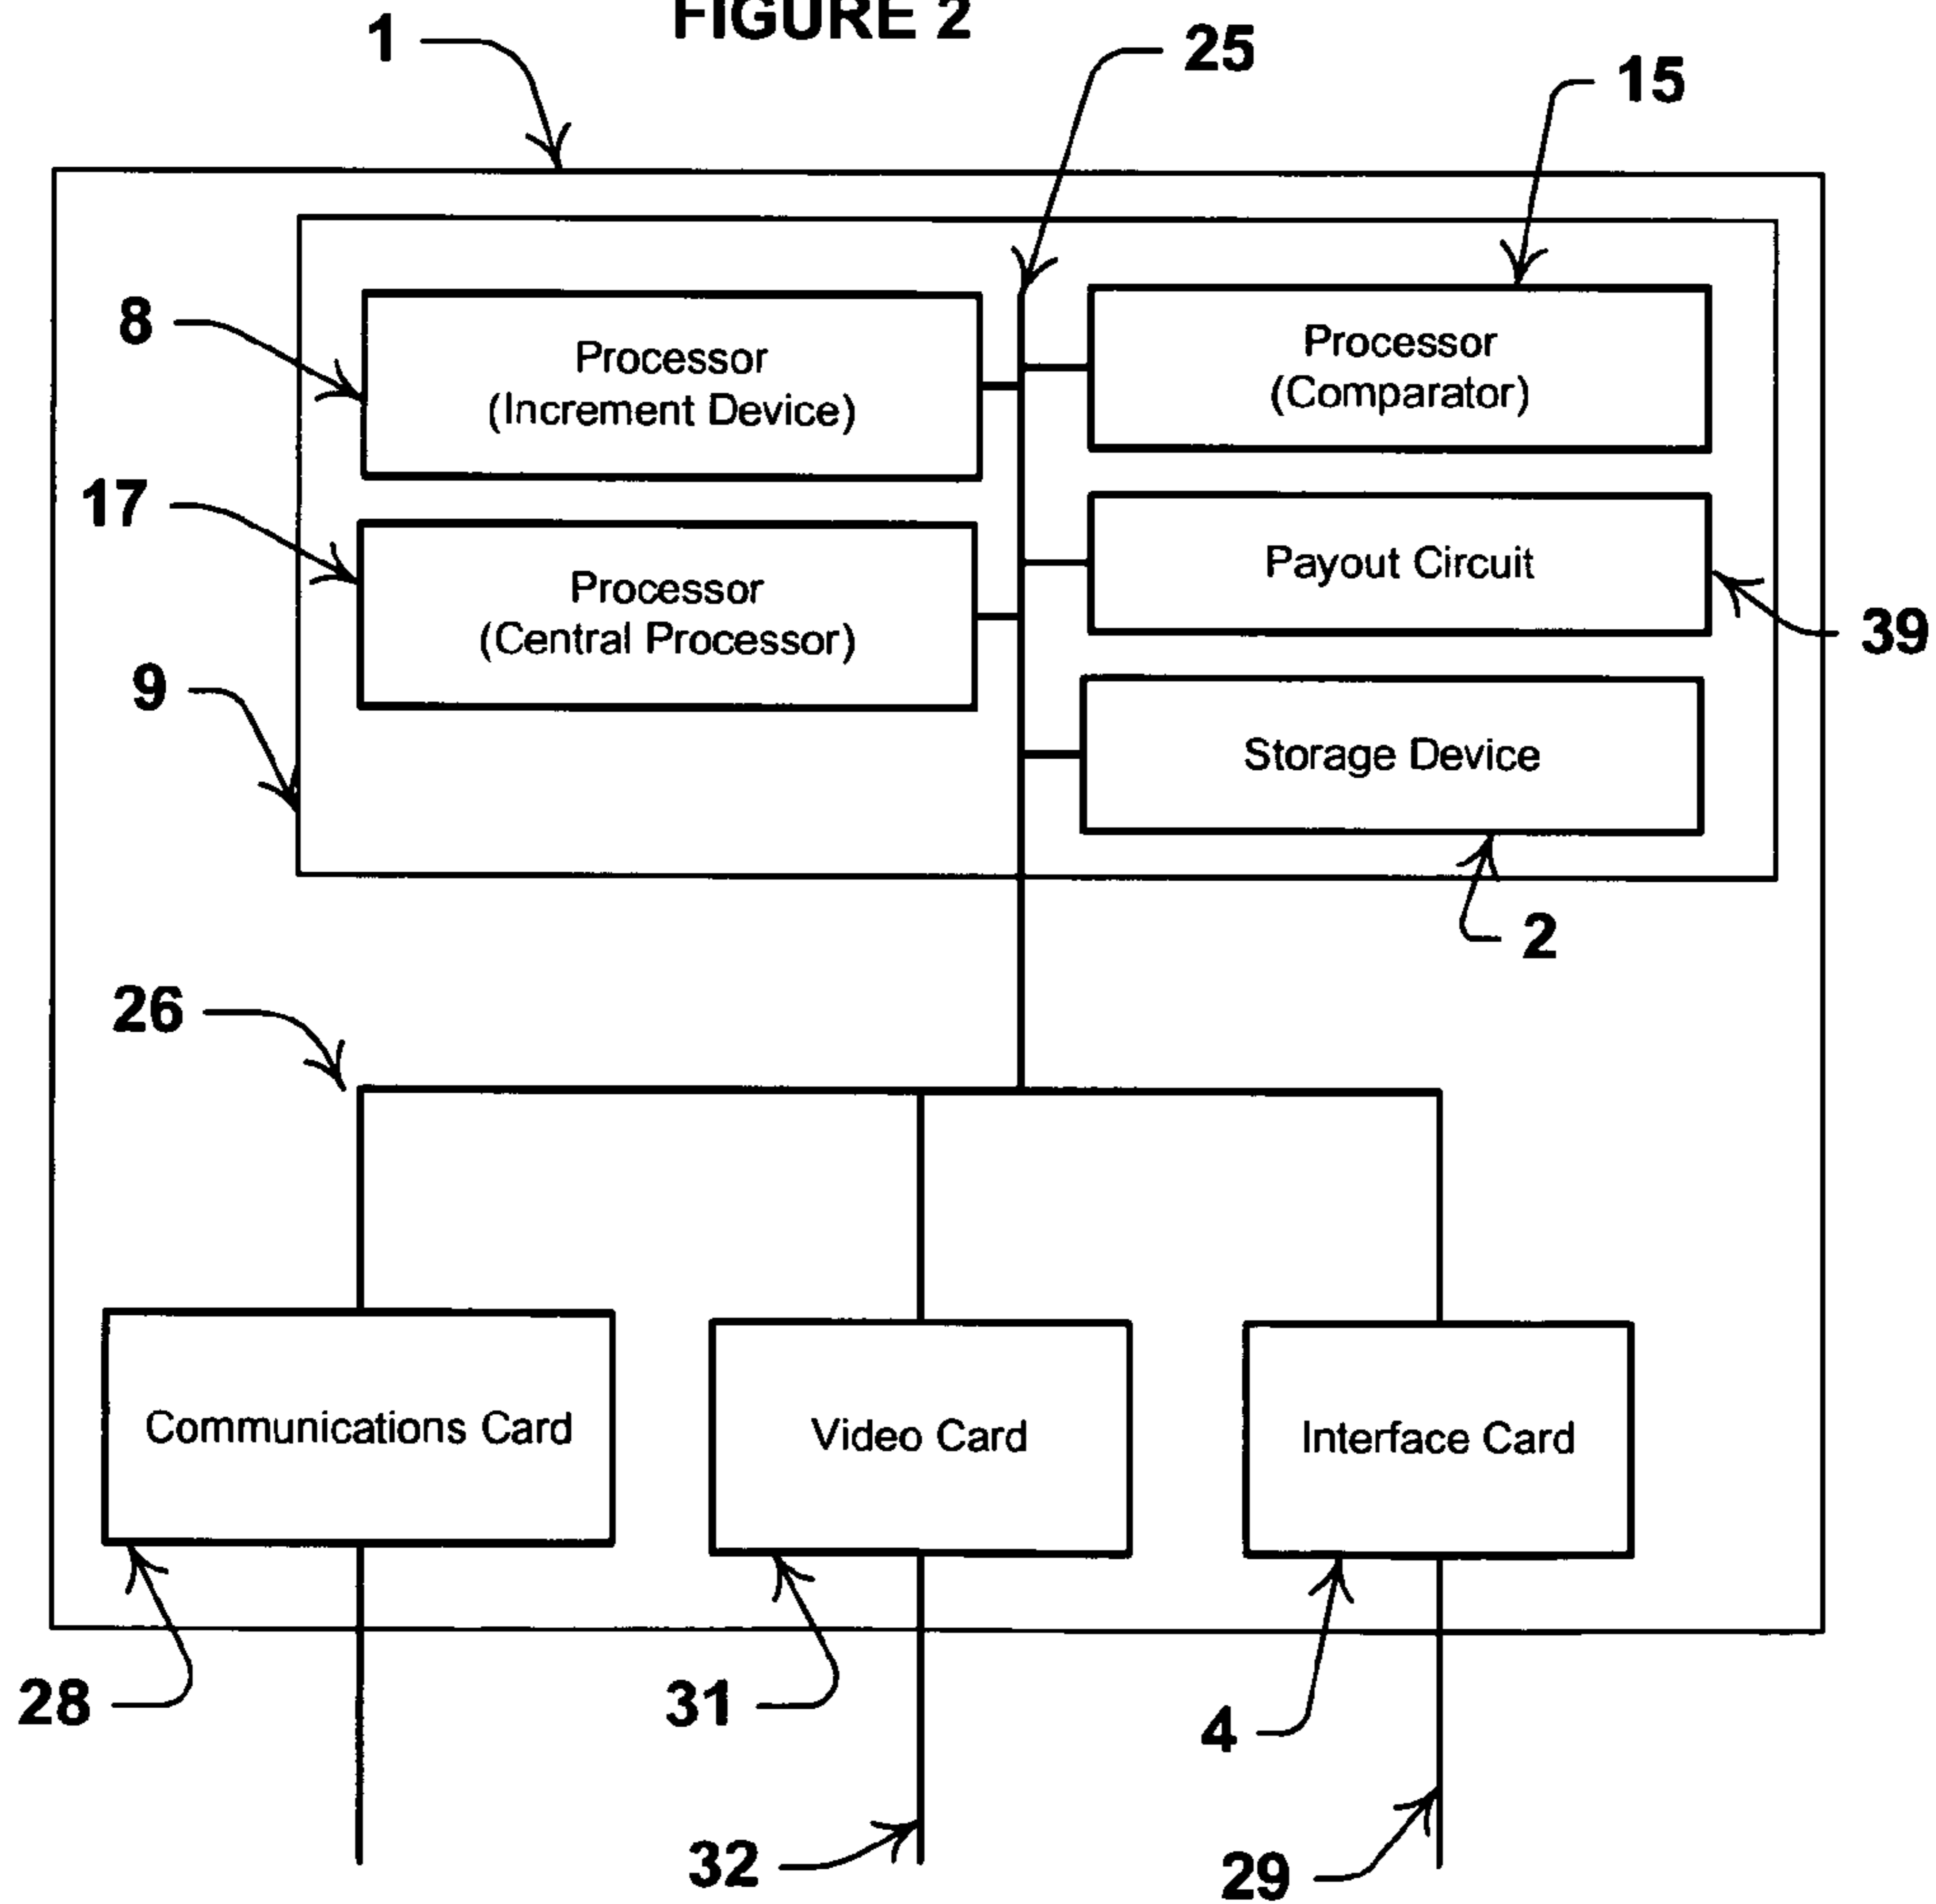 FIGURE 2
1
25
15
8
Processor
(Increment Device)
Processor
(Comparator)
17
Processor
(Central Processor)
Payout Circuit
39
9
Storage Device
2
26
Communications Card
Video Card
Interface Card
28
31
4
32
29